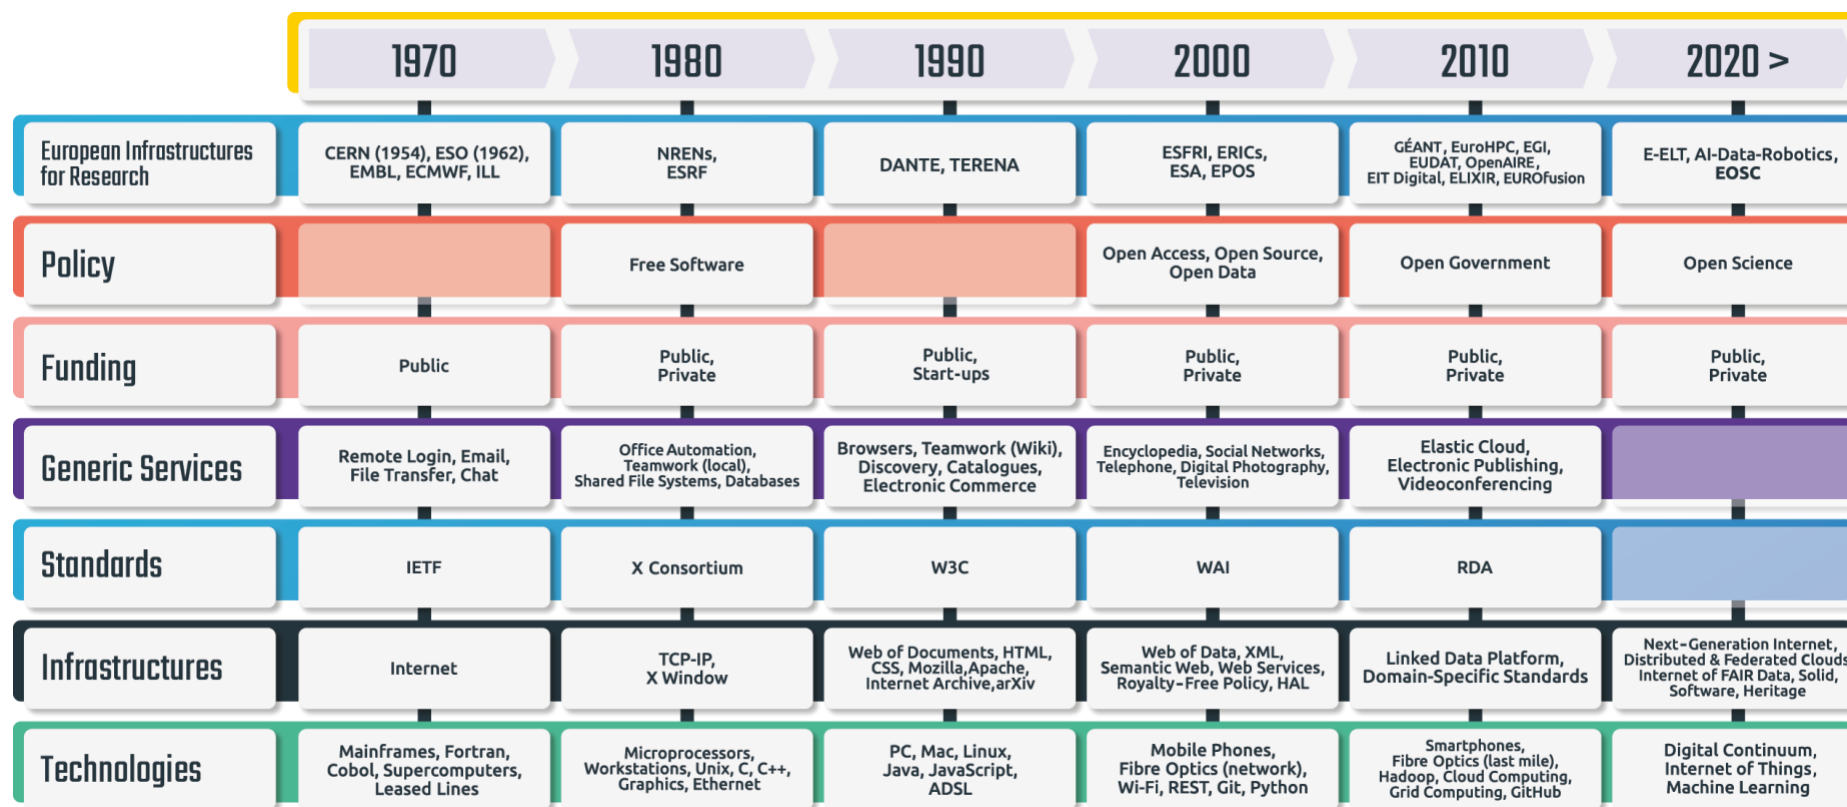 1970
1980
1990
2000
2010
2020 >
European Infrastructures
for Research
CERN (1954), ESO (1962),
EMBL, ECMWF, ILL
NRENs,
ESRF
DANTE, TERENA
ESFRI, ERICs,
ESA, EPOS
GÉANT, EuroHPC, EGI,
EUDAT, OpenAIRE,
EIT Digital, ELIXIR, EUROfusion
E-ELT, AI-Data-Robotics,
EOSC
Policy
Free Software
Open Access, Open Source,
Open Data
Open Government
Open Science
Funding
Public
Public,
Private
Public,
Start-ups
Public,
Private
Public,
Private
Public,
Private
Generic Services
Remote Login, Email,
File Transfer, Chat
Office Automation,
Teamwork (local),
Shared File Systems, Databases
Browsers, Teamwork (Wiki),
Discovery, Catalogues,
Electronic Commerce
Encyclopedia, Social Networks,
Telephone, Digital Photography,
Television
Elastic Cloud,
Electronic Publishing,
Videoconferencing
Standards
IETF
X Consortium
W3C
WAI
RDA
Infrastructures
Internet
TCP-IP,
X Window
Web of Documents, HTML,
CSS, Mozilla,Apache,
Internet Archive,arXiv
Web of Data, XML,
Semantic Web, Web Services,
Royalty-Free Policy, HAL
Linked Data Platform,
Domain-Specific Standards
Next-Generation Internet,
Distributed & Federated Clouds
Internet of FAIR Data, Solid,
Software, Heritage
Technologies
Mainframes, Fortran,
Cobol, Supercomputers,
Leased Lines
Microprocessors,
Workstations, Unix, C, C++,
Graphics, Ethernet
PC, Mac, Linux,
Java, JavaScript,
ADSL
Mobile Phones,
Fibre Optics (network),
Wi-Fi, REST, Git, Python
Smartphones,
Fibre Optics (last mile),
Hadoop, Cloud Computing,
Grid Computing, GitHub
Digital Continuum,
Internet of Things,
Machine Learning